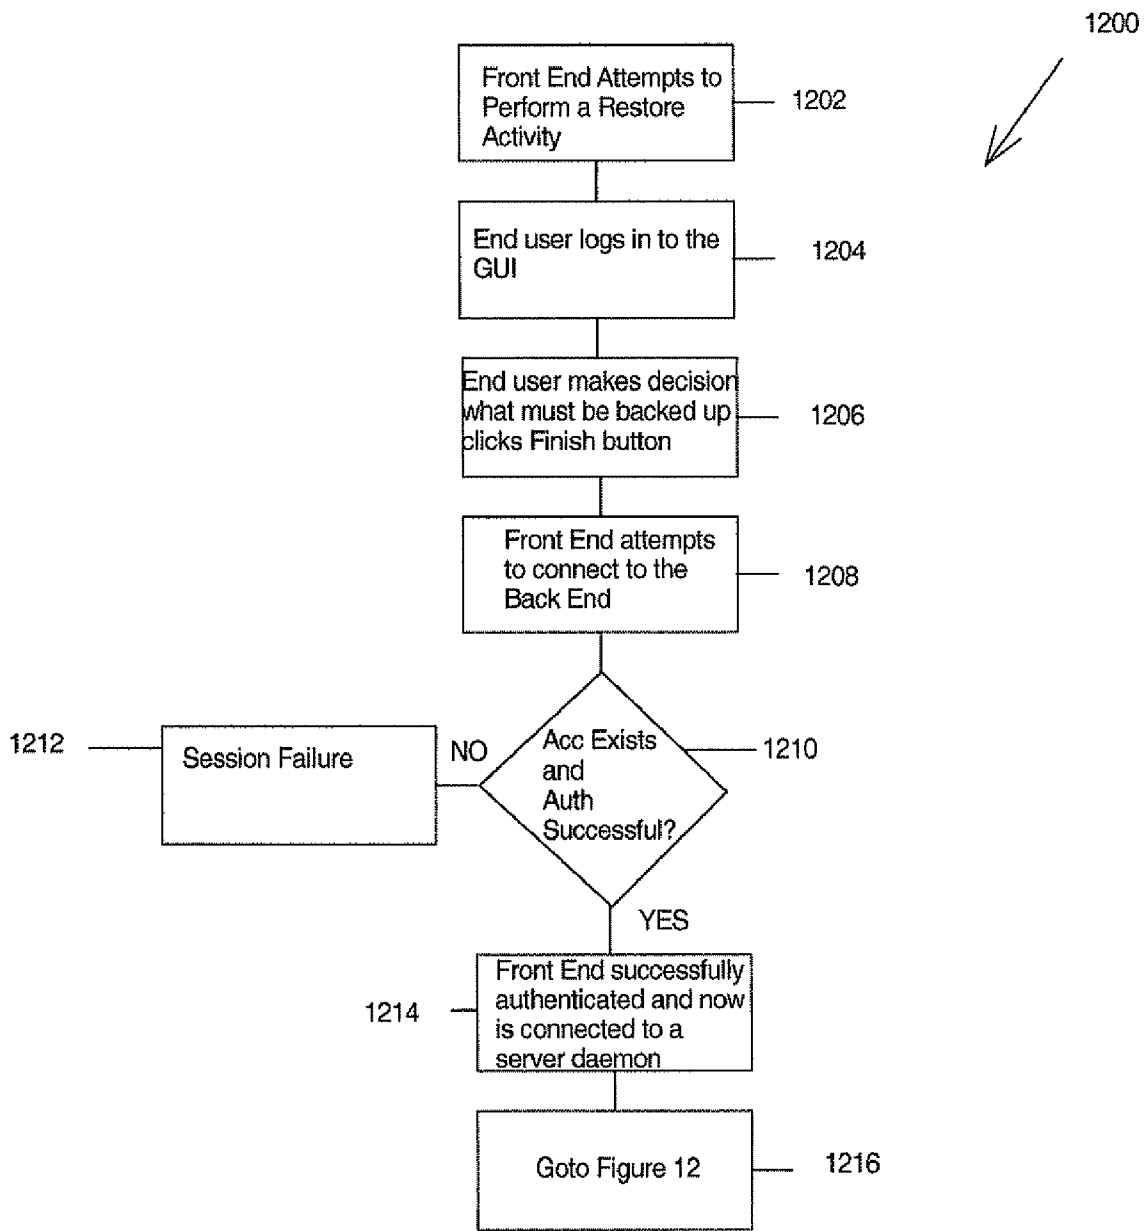 1200
Front End Attempts to
Perform a Restore
Activity
1202
End user logs in to the
GUI
1204
End user makes decision
what must be backed up
clicks Finish button
1206
Front End attempts
to connect to the
Back End
1208
1212
Session Failure
NO
Acc Exists
and
Auth
Successful?
1210
YES
Front End successfully
authenticated and now
is connected to a
server daemon
1214
Goto Figure 12
1216